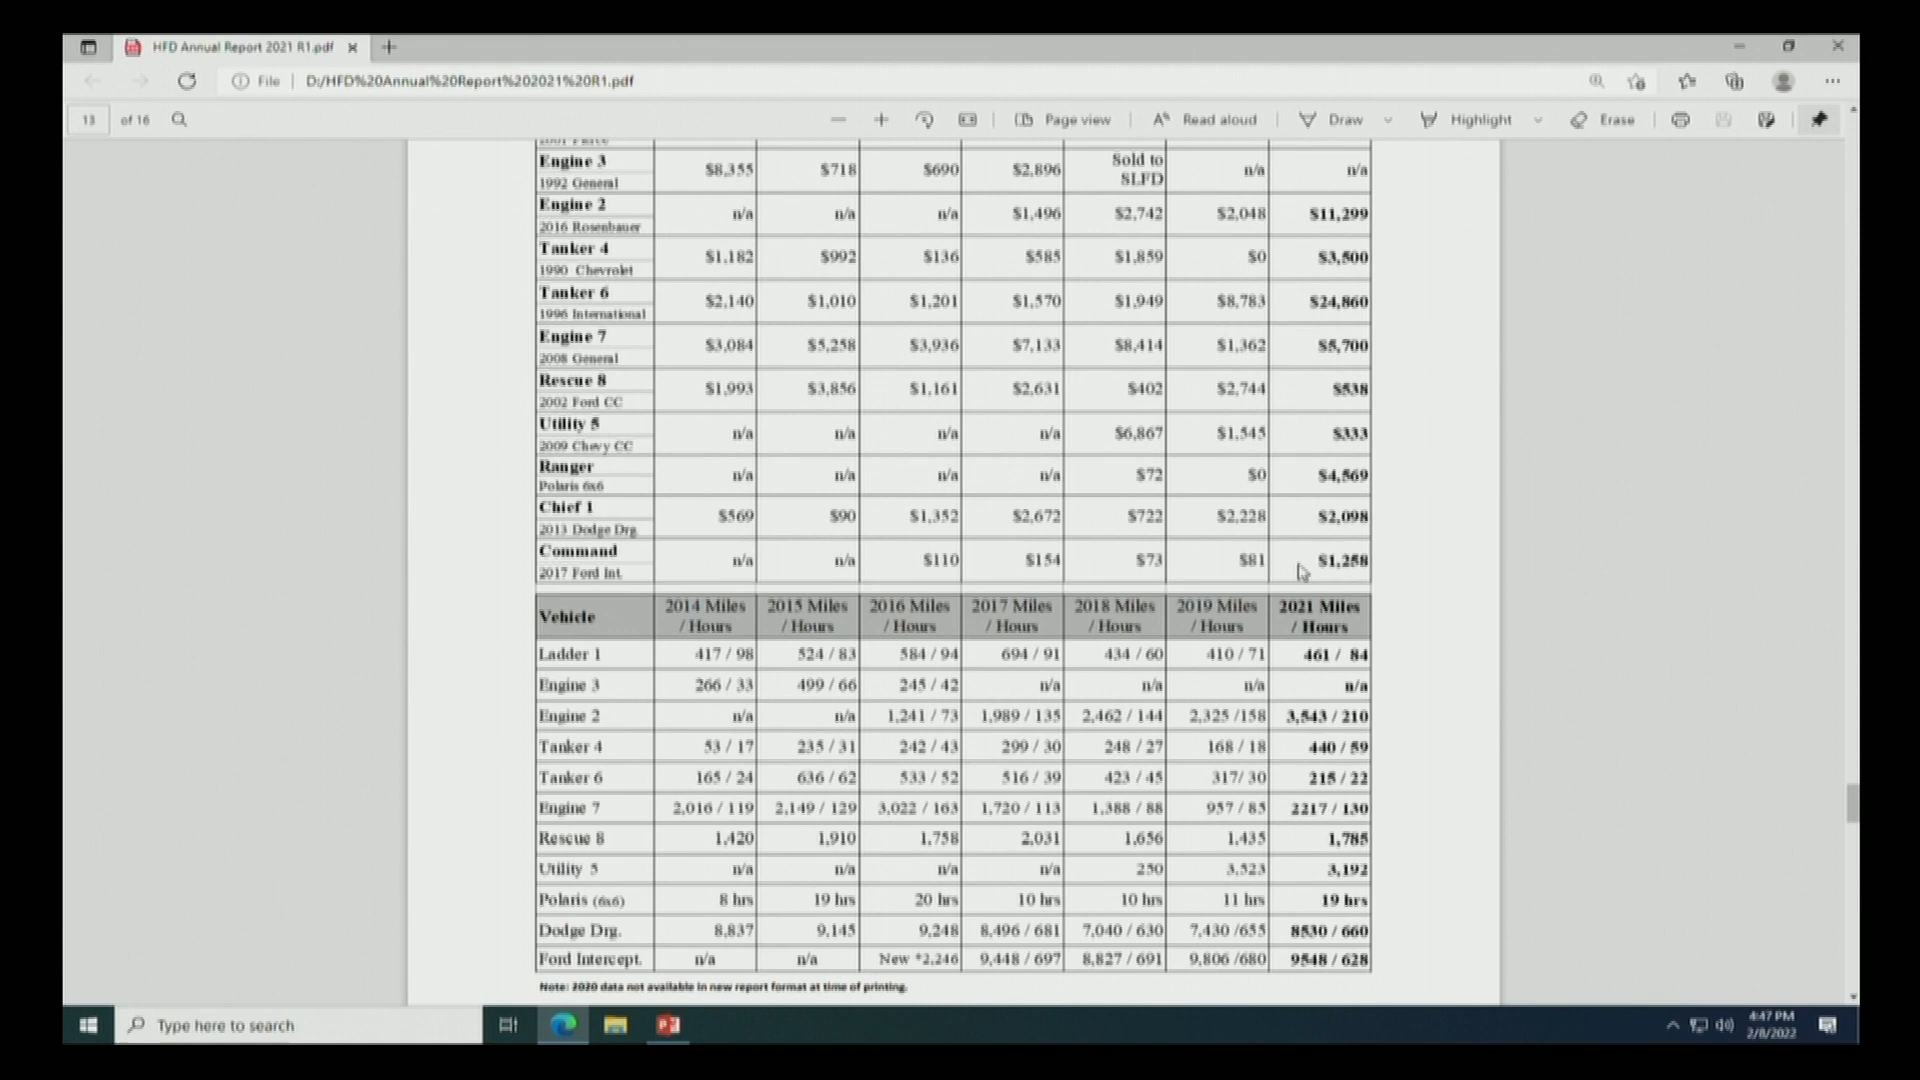 HFD Annual Report 2021 R1.pdf
File | D:/HFD%20Annual%20Report%202021%20R1.pdf
13 of 16 Page view Read aloud Draw Highlight Erase
Engine 3 $8,355 $718 $690 $2,896 Sold to SLFD n/a n/a
1992 General
Engine 2 n/a n/a n/a $1,496 $2,742 $2,048 $11,299
2016 Rosenbauer
Tanker 4 $1,182 $992 $136 $585 $1,859 $0 $3,500
1990 Chevrolet
Tanker 6 $2,140 $1,010 $1,201 $1,570 $1,949 $8,783 $24,860
1996 International
Engine 7 $3,084 $5,258 $3,936 $7,133 $8,414 $1,362 $5,700
2008 General
Rescue 8 $1,993 $3,856 $1,161 $2,631 $402 $2,744 $538
2002 Ford CC
Utility 5 n/a n/a n/a n/a $6,867 $1,545 $333
2009 Chevy CC
Ranger n/a n/a n/a n/a $72 $0 $4,569
Polaris 6x6
Chief 1 $569 $90 $1,352 $2,672 $722 $2,228 $2,098
2013 Dodge Drg.
Command n/a n/a $110 $154 $73 $81 $1,258
2017 Ford Int.
Vehicle 2014 Miles / Hours 2015 Miles / Hours 2016 Miles / Hours 2017 Miles / Hours 2018 Miles / Hours 2019 Miles / Hours 2021 Miles / Hours
Ladder 1 417 / 98 524 / 83 584 / 94 694 / 91 434 / 60 410 / 71 461 / 84
Engine 3 266 / 33 499 / 66 245 / 42 n/a n/a n/a n/a
Engine 2 n/a n/a 1,241 / 73 1,989 / 135 2,462 / 144 2,325 /158 3,543 / 210
Tanker 4 53 / 17 235 / 31 242 / 43 299 / 30 248 / 27 168 / 18 440 / 59
Tanker 6 165 / 24 636 / 62 533 / 52 516 / 39 423 / 45 317/ 30 215 / 22
Engine 7 2,016 / 119 2,149 / 129 3,022 / 163 1,720 / 113 1,388 / 88 957 / 85 2217 / 130
Rescue 8 1,420 1,910 1,758 2,031 1,656 1,435 1,785
Utility 5 n/a n/a n/a n/a 250 3,523 3,192
Polaris (6x6) 8 hrs 19 hrs 20 hrs 10 hrs 10 hrs 11 hrs 19 hrs
Dodge Drg. 8,837 9,145 9,248 8,496 / 681 7,040 / 630 7,430 /655 8530 / 660
Ford Intercept. n/a n/a New *2,246 9,448 / 697 8,827 / 691 9,806 /680 9548 / 628
Note: 2020 data not available in new report format at time of printing.
Type here to search
4:47 PM
2/8/2022